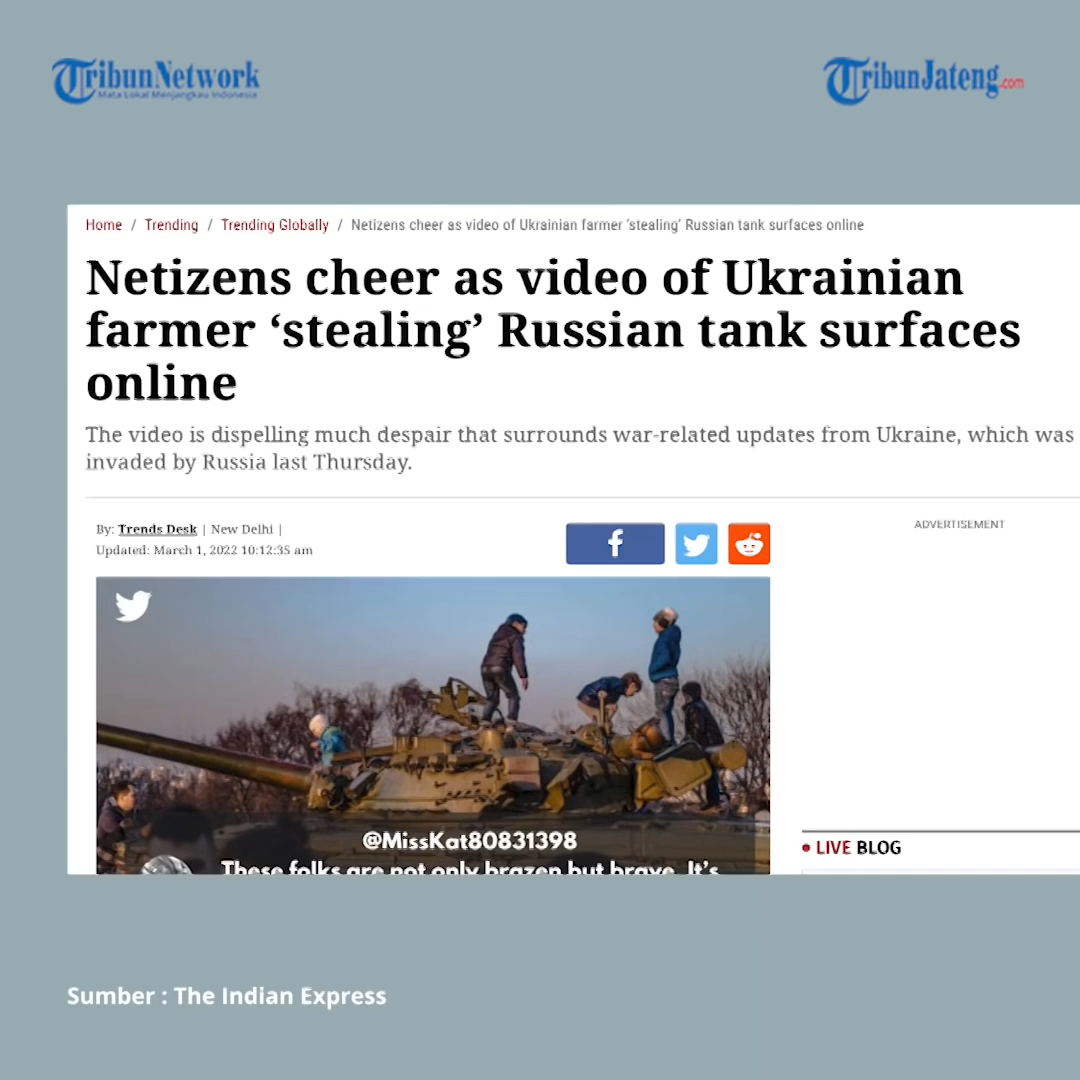 TribunNetwork
Mata Lokal Menjangkau Indonesia
TribunJateng.com
Home / Trending / Trending Globally / Netizens cheer as video of Ukrainian farmer 'stealing' Russian tank surfaces online
Netizens cheer as video of Ukrainian
farmer ‘stealing’ Russian tank surfaces
online
The video is dispelling much despair that surrounds war-related updates from Ukraine, which was
invaded by Russia last Thursday.
By: Trends Desk | New Delhi |
Updated: March 1, 2022 10:12:35 am
ADVERTISEMENT
@MissKat80831398
These folks are not only brazen but brave. It’s
LIVE BLOG
Sumber : The Indian Express